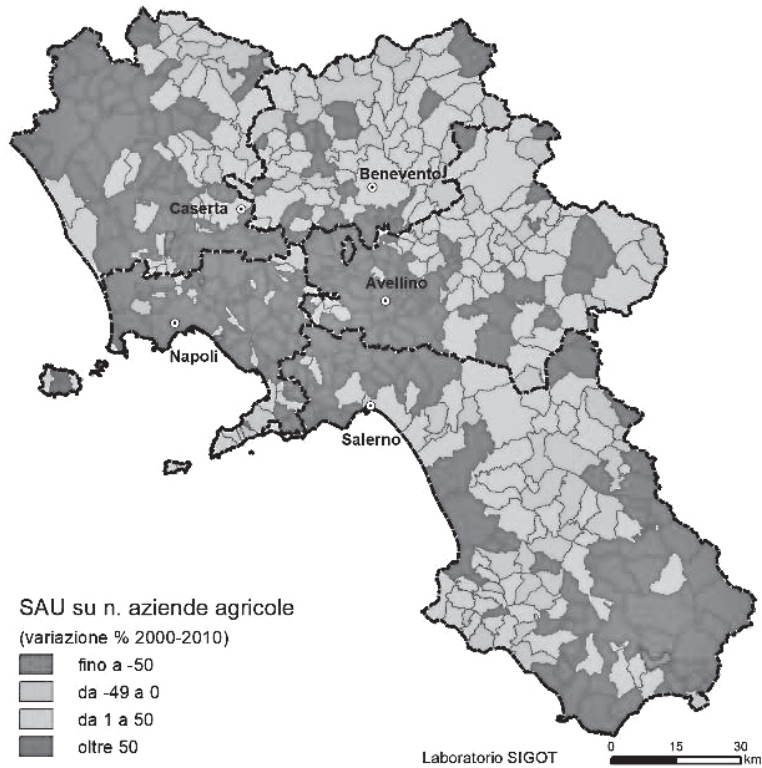 Benevento
Caserta
Avellino
Napoli
Salerno
SAU su n. aziende agricole
(variazione % 2000-2010)
fino a -50
da -49 a 0
da 1 a 50
oltre 50
Laboratorio SIGOT
0 15 30
km